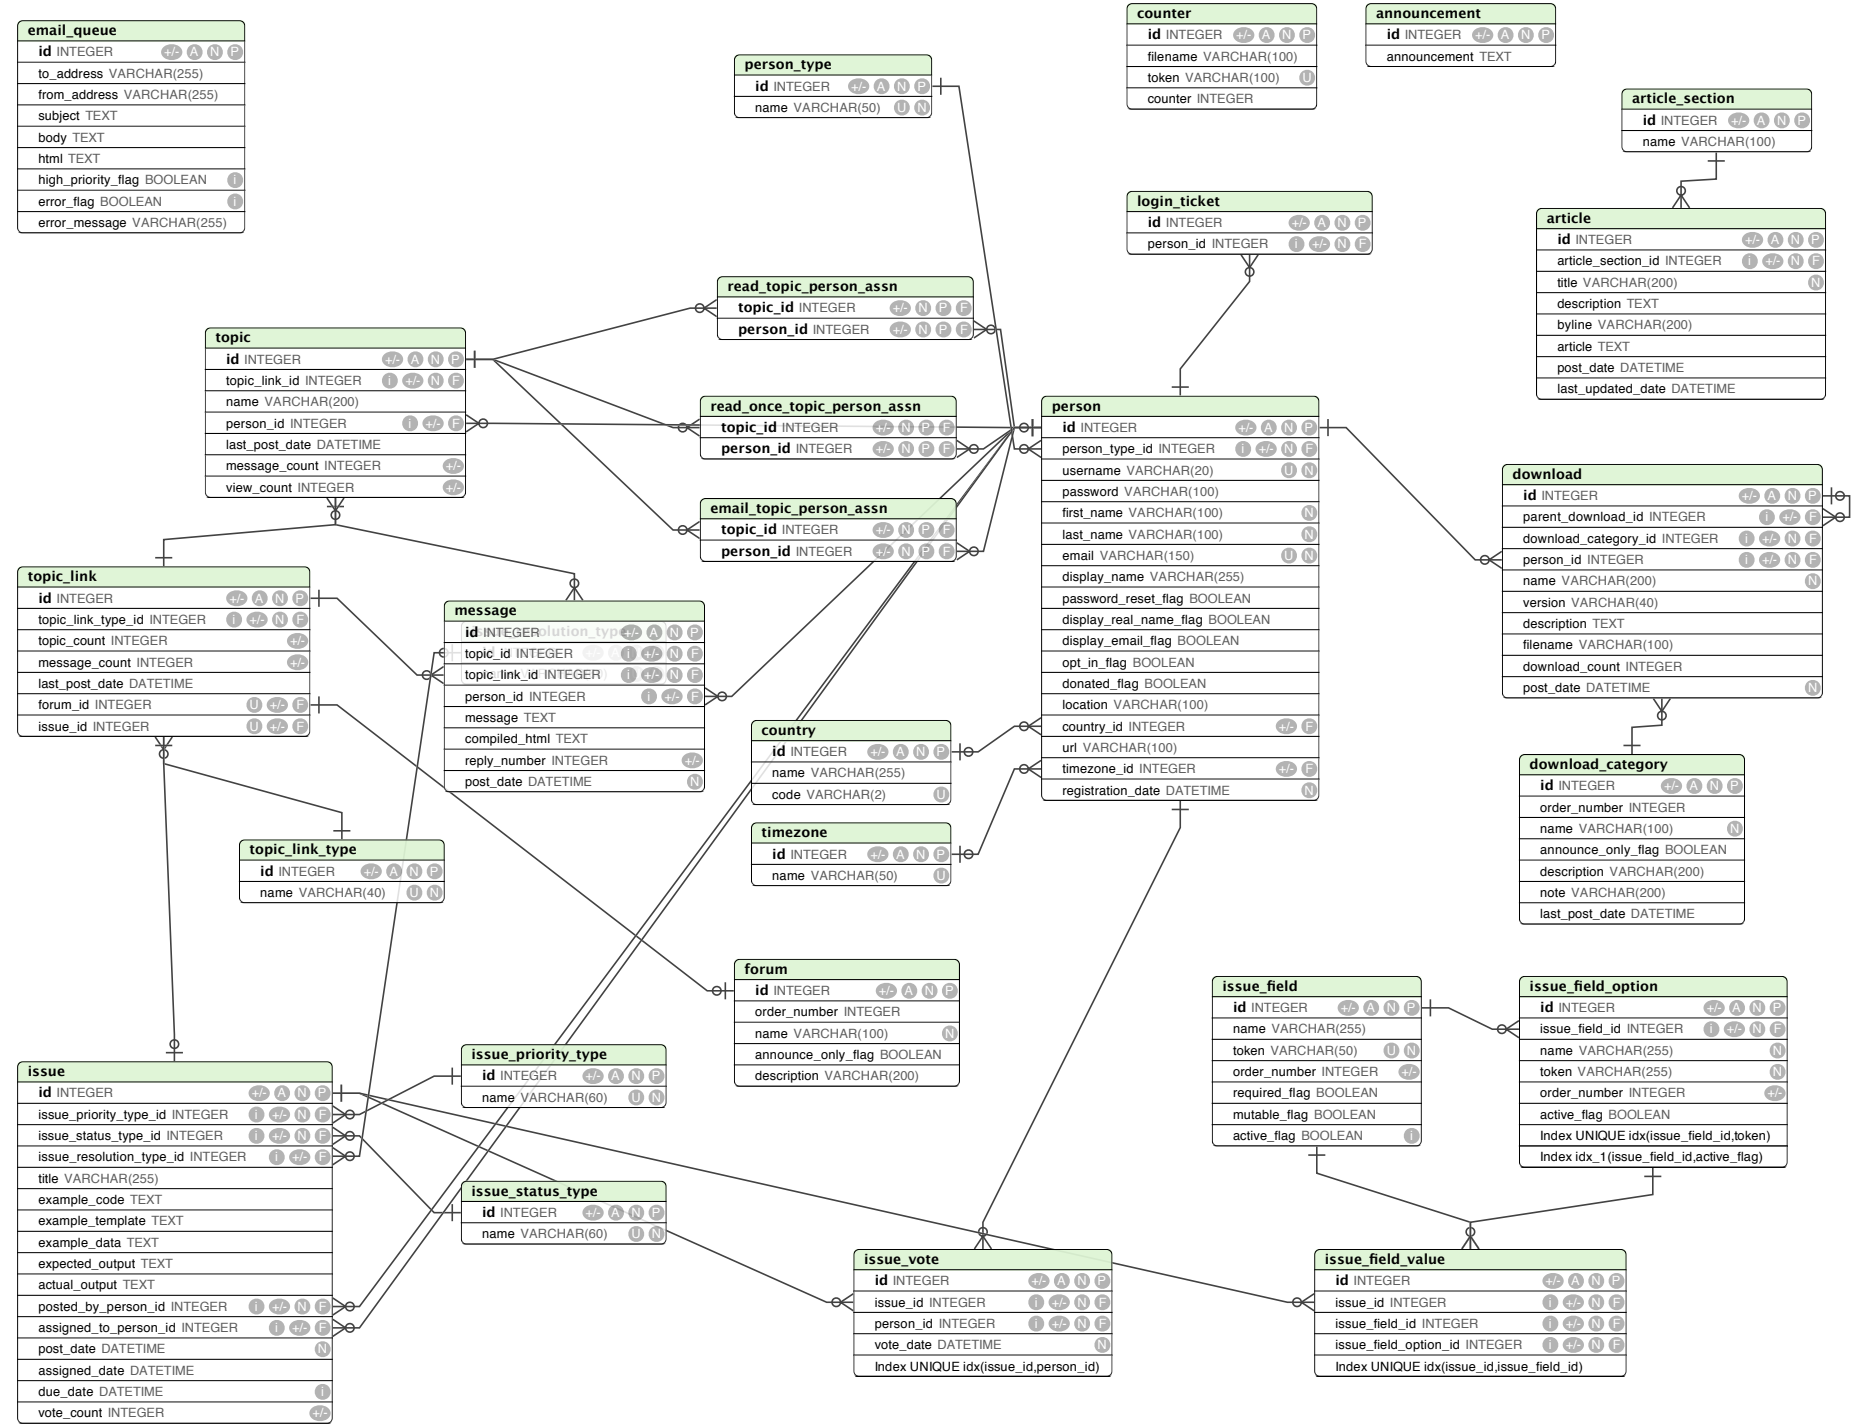 email_queue
id INTEGER +/- A N P
to_address VARCHAR(255)
from_address VARCHAR(255)
subject TEXT
body TEXT
html TEXT
high_priority_flag BOOLEAN i
error_flag BOOLEAN i
error_message VARCHAR(255)
person_type
id INTEGER +/- A N P
name VARCHAR(50) U N
counter
id INTEGER +/- A N P
filename VARCHAR(100)
token VARCHAR(100) U
counter INTEGER
announcement
id INTEGER +/- A N P
announcement TEXT
article_section
id INTEGER +/- A N P
name VARCHAR(100)
login_ticket
id INTEGER +/- A N P
person_id INTEGER i +/- N F
article
id INTEGER +/- A N P
article_section_id INTEGER i +/- N F
title VARCHAR(200) N
description TEXT
byline VARCHAR(200)
article TEXT
post_date DATETIME
last_updated_date DATETIME
read_topic_person_assn
topic_id INTEGER +/- N P F
person_id INTEGER +/- N P F
topic
id INTEGER +/- A N P
topic_link_id INTEGER i +/- N F
name VARCHAR(200)
person_id INTEGER i +/- F
last_post_date DATETIME
message_count INTEGER +/-
view_count INTEGER +/-
read_once_topic_person_assn
topic_id INTEGER +/- N P F
person_id INTEGER +/- N P F
email_topic_person_assn
topic_id INTEGER +/- N P F
person_id INTEGER +/- N P F
person
id INTEGER +/- A N P
person_type_id INTEGER i +/- N F
username VARCHAR(20) U N
password VARCHAR(100)
first_name VARCHAR(100) N
last_name VARCHAR(100) N
email VARCHAR(150) U N
display_name VARCHAR(255)
password_reset_flag BOOLEAN
display_real_name_flag BOOLEAN
display_email_flag BOOLEAN
opt_in_flag BOOLEAN
donated_flag BOOLEAN
location VARCHAR(100)
country_id INTEGER +/- F
url VARCHAR(100)
timezone_id INTEGER +/- F
registration_date DATETIME N
download
id INTEGER +/- A N P
parent_download_id INTEGER i +/- F
download_category_id INTEGER i +/- N F
person_id INTEGER i +/- N F
name VARCHAR(200) N
version VARCHAR(40)
description TEXT
filename VARCHAR(100)
download_count INTEGER
post_date DATETIME N
topic_link
id INTEGER +/- A N P
topic_link_type_id INTEGER i +/- N F
topic_count INTEGER +/-
message_count INTEGER +/-
last_post_date DATETIME
forum_id INTEGER U +/- F
issue_id INTEGER U +/- F
message
id INTEGER +/- A N P
topic_id INTEGER i +/- N F
topic_link_id INTEGER i +/- N F
person_id INTEGER i +/- F
message TEXT
compiled_html TEXT
reply_number INTEGER +/-
post_date DATETIME N
country
id INTEGER +/- A N P
name VARCHAR(255)
code VARCHAR(2) U
timezone
id INTEGER +/- A N P
name VARCHAR(50) U
download_category
id INTEGER +/- A N P
order_number INTEGER
name VARCHAR(100) N
announce_only_flag BOOLEAN
description VARCHAR(200)
note VARCHAR(200)
last_post_date DATETIME
topic_link_type
id INTEGER +/- A N P
name VARCHAR(40) U N
forum
id INTEGER +/- A N P
order_number INTEGER
name VARCHAR(100) N
announce_only_flag BOOLEAN
description VARCHAR(200)
issue_field
id INTEGER +/- A N P
name VARCHAR(255)
token VARCHAR(50) U N
order_number INTEGER +/-
required_flag BOOLEAN
mutable_flag BOOLEAN
active_flag BOOLEAN i
issue_field_option
id INTEGER +/- A N P
issue_field_id INTEGER i +/- N F
name VARCHAR(255) N
token VARCHAR(255) N
order_number INTEGER +/-
active_flag BOOLEAN
Index UNIQUE idx(issue_field_id,token)
Index idx_1(issue_field_id,active_flag)
issue
id INTEGER +/- A N P
issue_priority_type_id INTEGER i +/- N F
issue_status_type_id INTEGER i +/- N F
issue_resolution_type_id INTEGER i +/- F
title VARCHAR(255)
example_code TEXT
example_template TEXT
example_data TEXT
expected_output TEXT
actual_output TEXT
posted_by_person_id INTEGER i +/- N F
assigned_to_person_id INTEGER i +/- F
post_date DATETIME N
assigned_date DATETIME
due_date DATETIME i
vote_count INTEGER +/-
issue_priority_type
id INTEGER +/- A N P
name VARCHAR(60) U N
issue_status_type
id INTEGER +/- A N P
name VARCHAR(60) U N
issue_vote
id INTEGER +/- A N P
issue_id INTEGER i +/- N F
person_id INTEGER i +/- N F
vote_date DATETIME N
Index UNIQUE idx(issue_id,person_id)
issue_field_value
id INTEGER +/- A N P
issue_id INTEGER i +/- N F
issue_field_id INTEGER i +/- N F
issue_field_option_id INTEGER i +/- N F
Index UNIQUE idx(issue_id,issue_field_id)